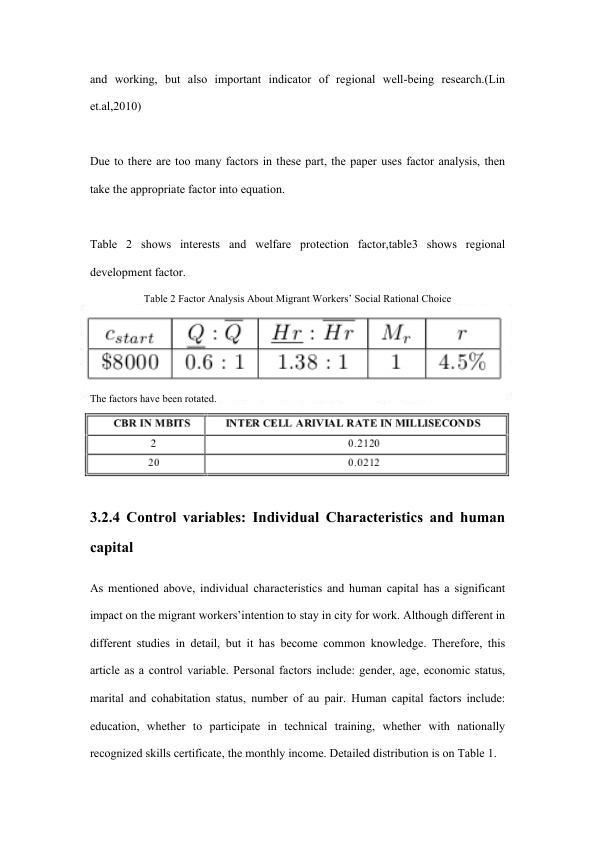 and working, but also important indicator of regional well-being research.(Lin
et.al,2010)
Due to there are too many factors in these part, the paper uses factor analysis, then
take the appropriate factor into equation.
Table 2 shows interests and welfare protection factor,table3 shows regional
development factor.
Table 2 Factor Analysis About Migrant Workers’ Social Rational Choice
c_start Q̲ : Q̅ H̲r̲ : H̅r̅ M_r r
$8000 0.6 : 1 1.38 : 1 1 4.5%
The factors have been rotated.
CBR IN MBITS INTER CELL ARIVIAL RATE IN MILLISECONDS
2 0.2120
20 0.0212
3.2.4 Control variables: Individual Characteristics and human
capital
As mentioned above, individual characteristics and human capital has a significant
impact on the migrant workers’intention to stay in city for work. Although different in
different studies in detail, but it has become common knowledge. Therefore, this
article as a control variable. Personal factors include: gender, age, economic status,
marital and cohabitation status, number of au pair. Human capital factors include:
education, whether to participate in technical training, whether with nationally
recognized skills certificate, the monthly income. Detailed distribution is on Table 1.